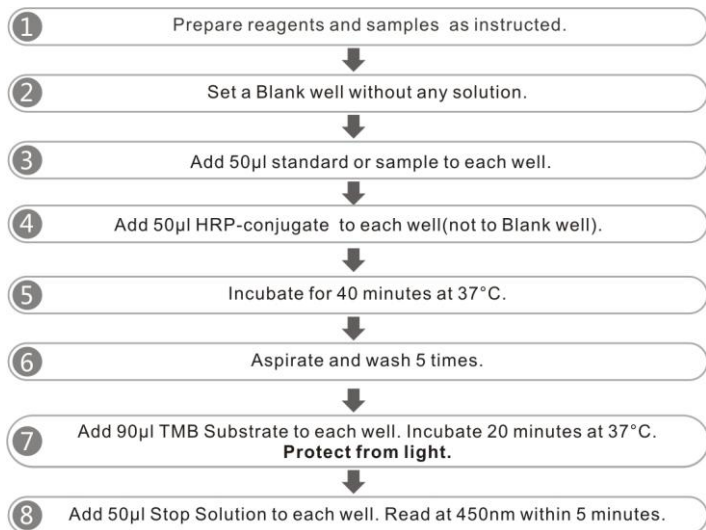 1 Prepare reagents and samples as instructed.
2 Set a Blank well without any solution.
3 Add 50μl standard or sample to each well.
4 Add 50μl HRP-conjugate to each well(not to Blank well).
5 Incubate for 40 minutes at 37°C.
6 Aspirate and wash 5 times.
7 Add 90μl TMB Substrate to each well. Incubate 20 minutes at 37°C.
Protect from light.
8 Add 50μl Stop Solution to each well. Read at 450nm within 5 minutes.